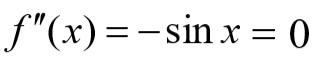 f″(x) = −sin x = 0